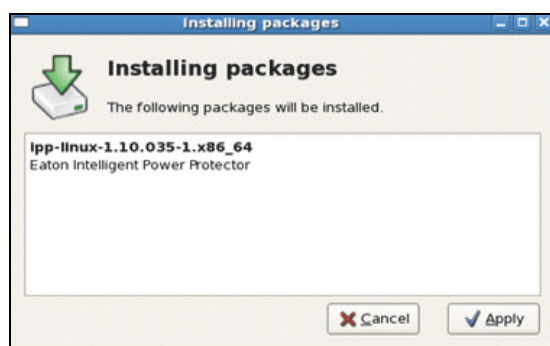 Installing packages
Installing packages
The following packages will be installed.
ipp-linux-1.10.035-1.x86_64
Eaton Intelligent Power Protector
Cancel
Apply